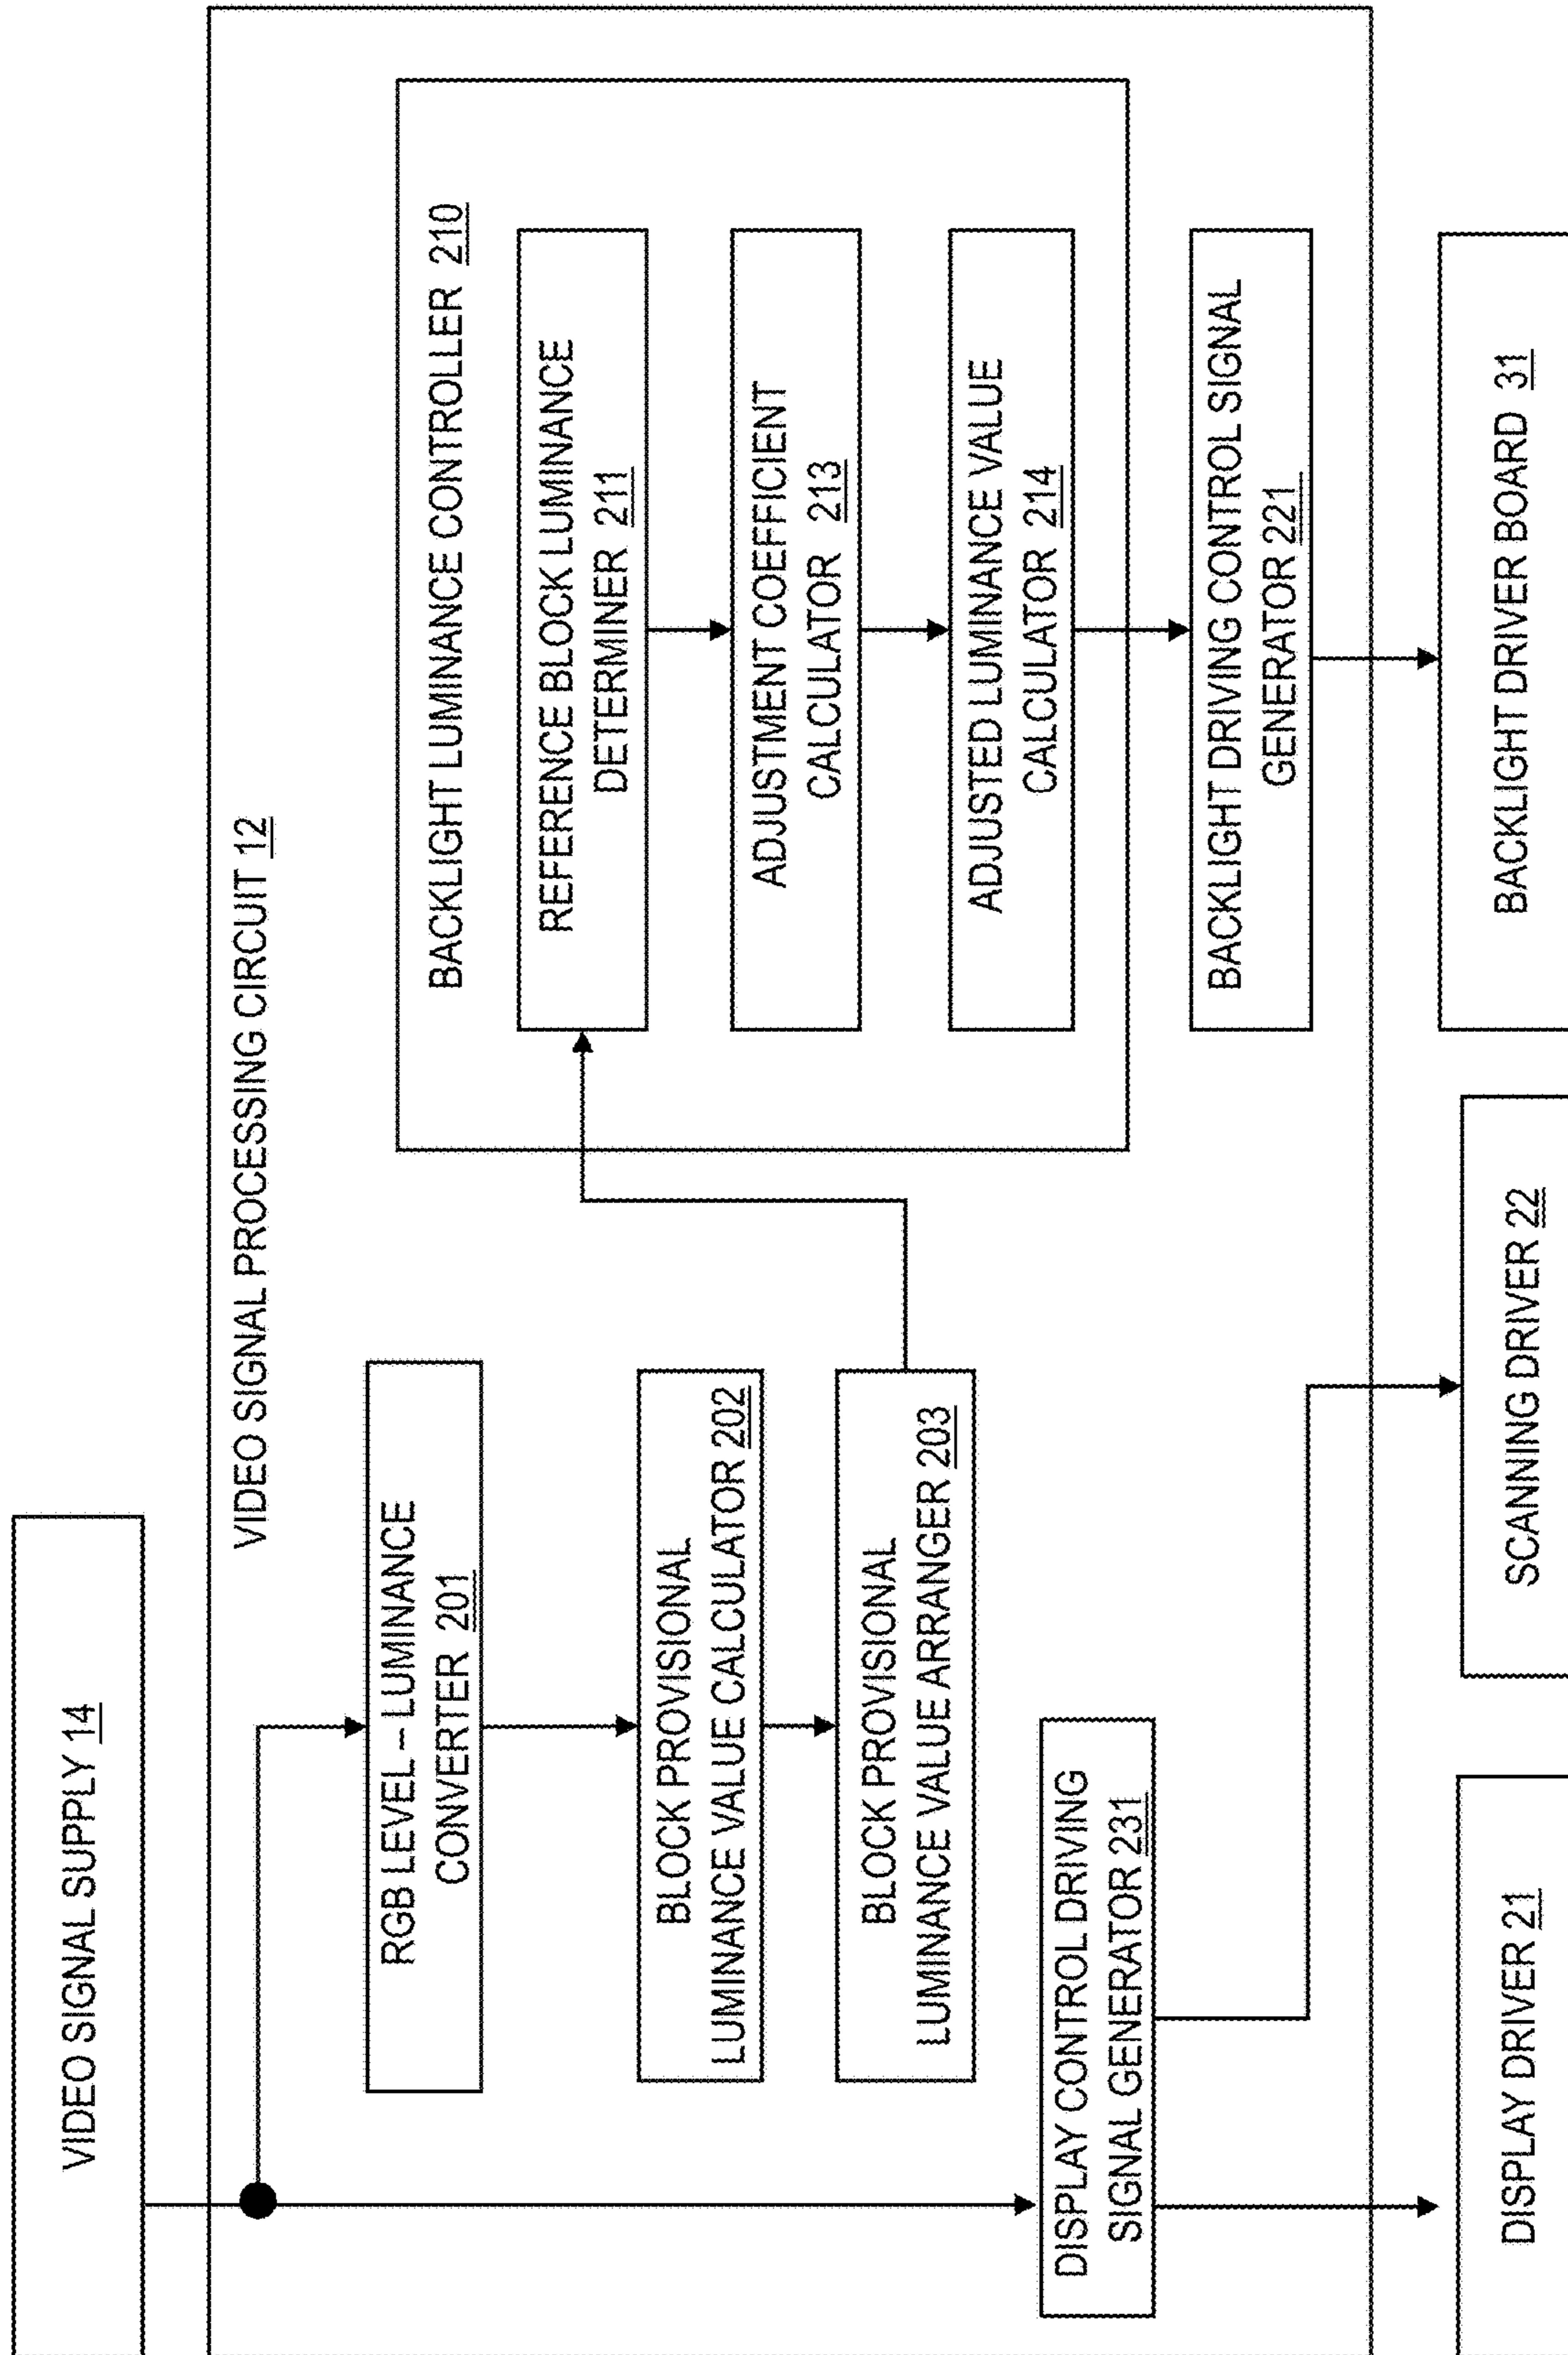 VIDEO SIGNAL SUPPLY 14
VIDEO SIGNAL PROCESSING CIRCUIT 12
RGB LEVEL – LUMINANCE
CONVERTER 201
BLOCK PROVISIONAL
LUMINANCE VALUE CALCULATOR 202
BLOCK PROVISIONAL
LUMINANCE VALUE ARRANGER 203
BACKLIGHT LUMINANCE CONTROLLER 210
REFERENCE BLOCK LUMINANCE
DETERMINER 211
ADJUSTMENT COEFFICIENT
CALCULATOR 213
ADJUSTED LUMINANCE VALUE
CALCULATOR 214
BACKLIGHT DRIVING CONTROL SIGNAL
GENERATOR 221
DISPLAY CONTROL DRIVING
SIGNAL GENERATOR 231
DISPLAY DRIVER 21
SCANNING DRIVER 22
BACKLIGHT DRIVER BOARD 31